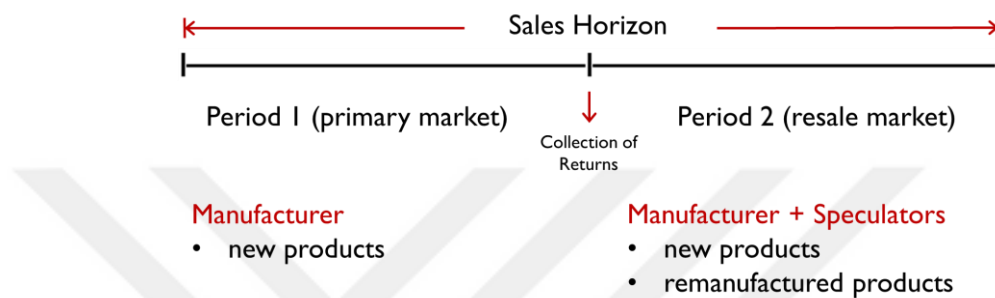 Sales Horizon
Period 1 (primary market)
Period 2 (resale market)
Collection of
Returns
Manufacturer
• new products
Manufacturer + Speculators
• new products
• remanufactured products